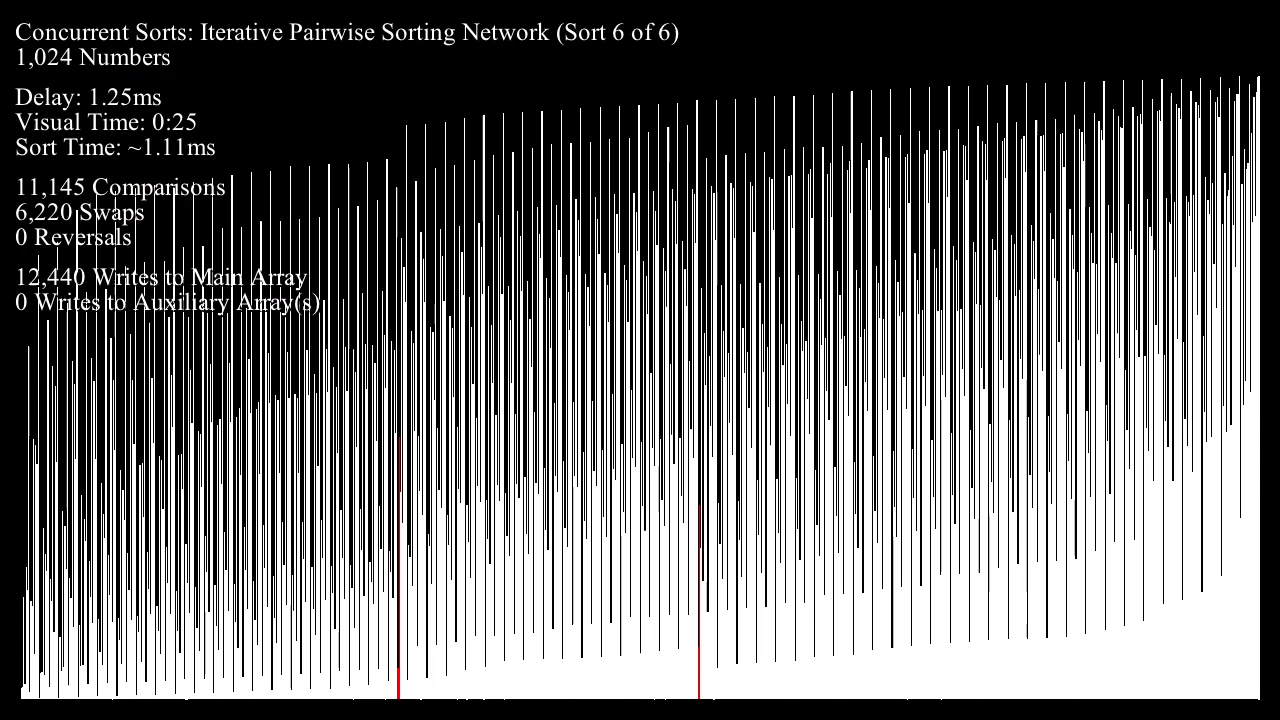 Concurrent Sorts: Iterative Pairwise Sorting Network (Sort 6 of 6)
1,024 Numbers
Delay: 1.25ms
Visual Time: 0:25
Sort Time: ~1.11ms
11,145 Comparisons
6,220 Swaps
0 Reversals
12,440 Writes to Main Array
0 Writes to Auxiliary Array(s)